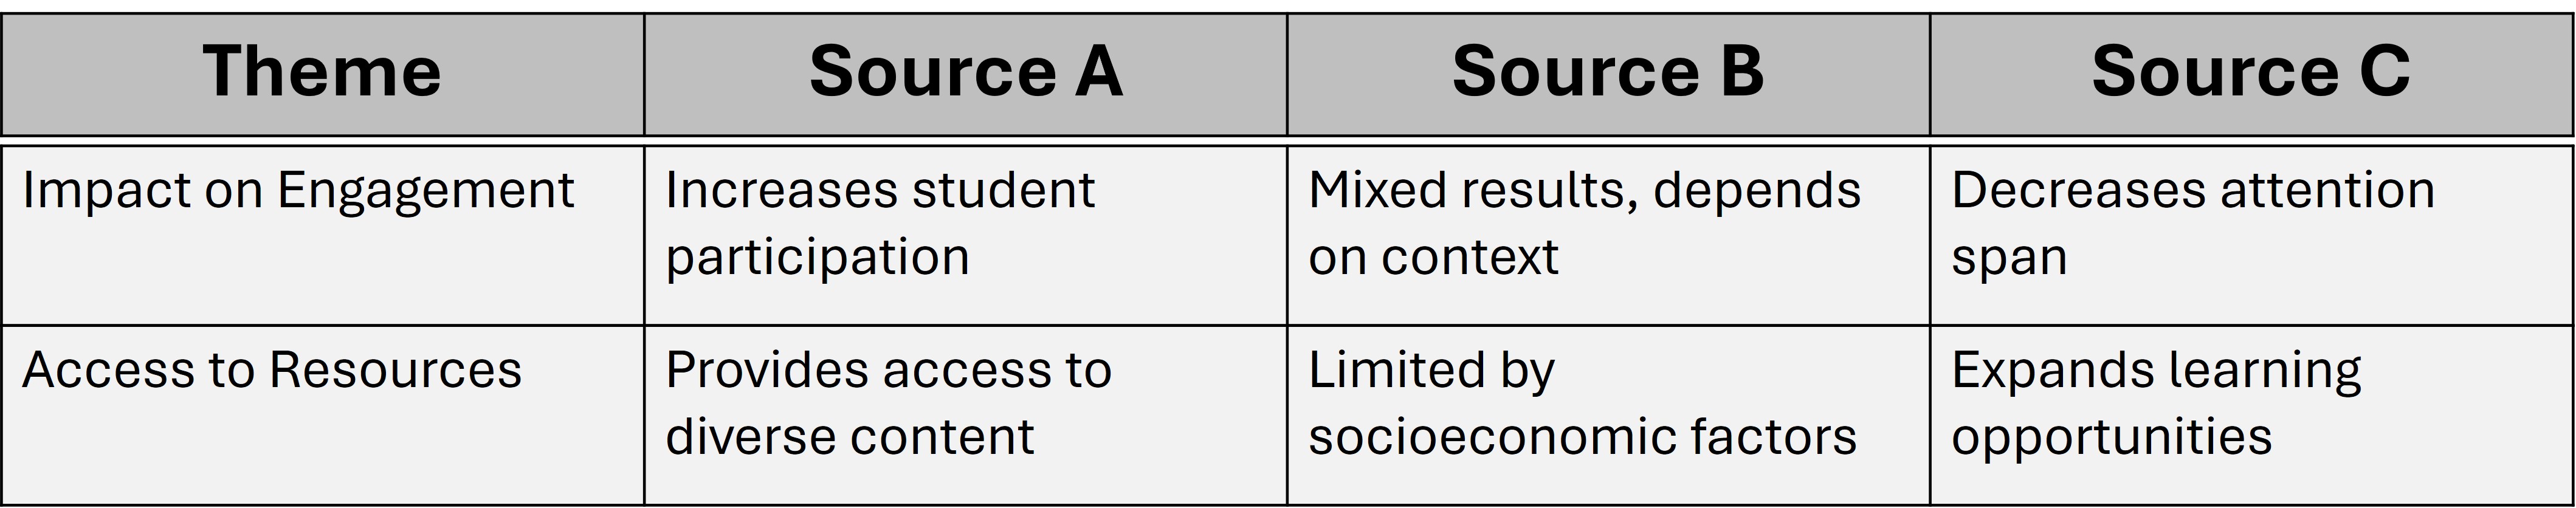 Theme Source A Source B Source C
Impact on Engagement
Increases student
participation
Mixed results, depends
on context
Decreases attention
span
Access to Resources
Provides access to
diverse content
Limited by
socioeconomic factors
Expands learning
opportunities